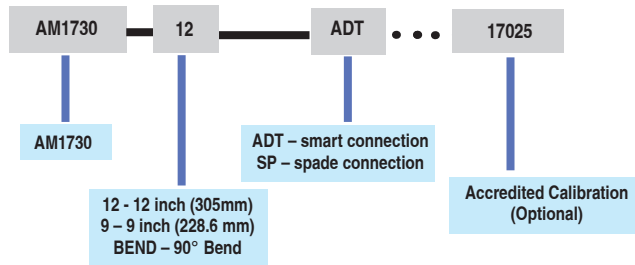 AM1730
12
ADT
17025
AM1730
ADT – smart connection
SP – spade connection
12 - 12 inch (305mm)
9 – 9 inch (228.6 mm)
BEND – 90° Bend
Accredited Calibration
(Optional)